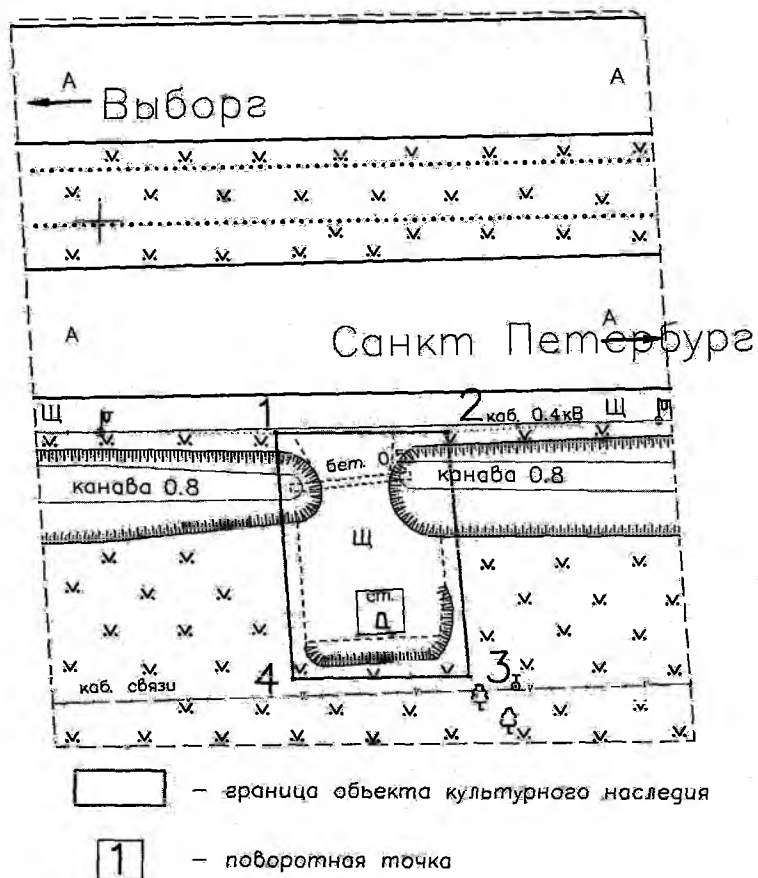 А
А
Выборг
А
А
Санкт Петербург
Щ
1
2
каб. 0.4кВ
Щ
бет. 0.5
канава 0.8
канава 0.8
Щ
ст.
4
3
каб. связи
– граница объекта культурного наследия
1
– поворотная точка